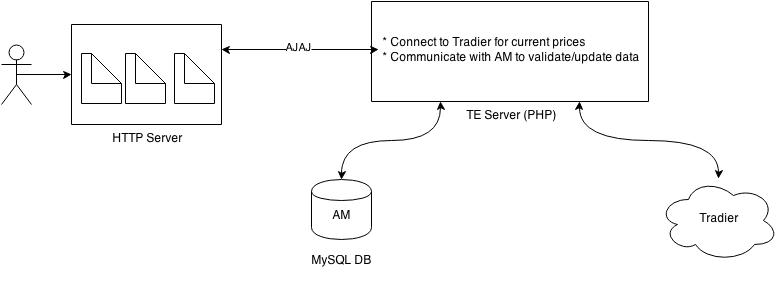 * Connect to Tradier for current prices
* Communicate with AM to validate/update data
AJAJ
TE Server (PHP)
HTTP Server
AM
Tradier
MySQL DB